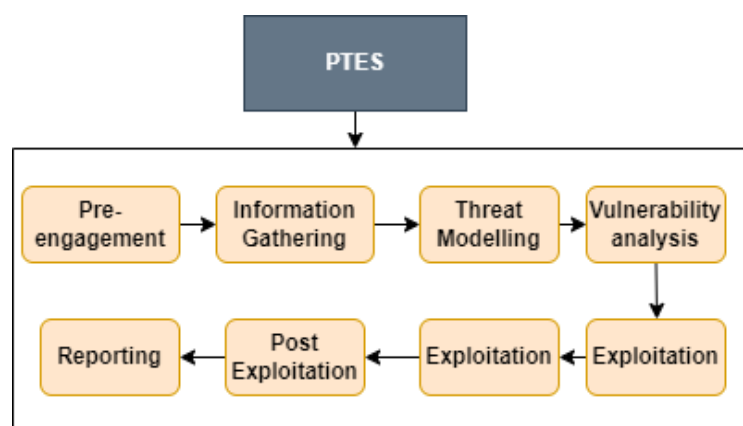 PTES
Pre-
engagement
Information
Gathering
Threat
Modelling
Vulnerability
analysis
Reporting
Post
Exploitation
Exploitation
Exploitation